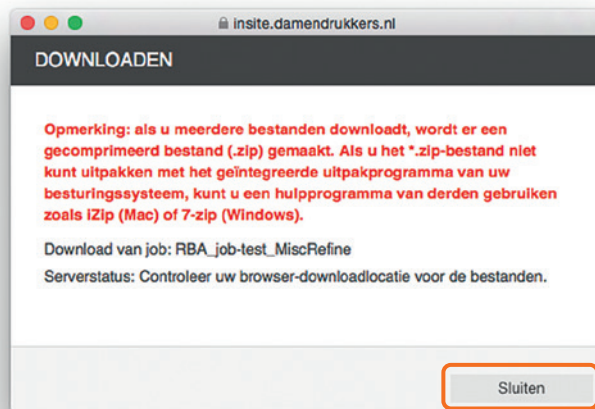 insite.damendrukkers.nl
DOWNLOADEN
Opmerking: als u meerdere bestanden downloadt, wordt er een
gecomprimeerd bestand (.zip) gemaakt. Als u het *.zip-bestand niet
kunt uitpakken met het geïntegreerde uitpakprogramma van uw
besturingssysteem, kunt u een hulpprogramma van derden gebruiken
zoals iZip (Mac) of 7-zip (Windows).
Download van job: RBA_job-test_MiscRefine
Serverstatus: Controleer uw browser-downloadlocatie voor de bestanden.
Sluiten